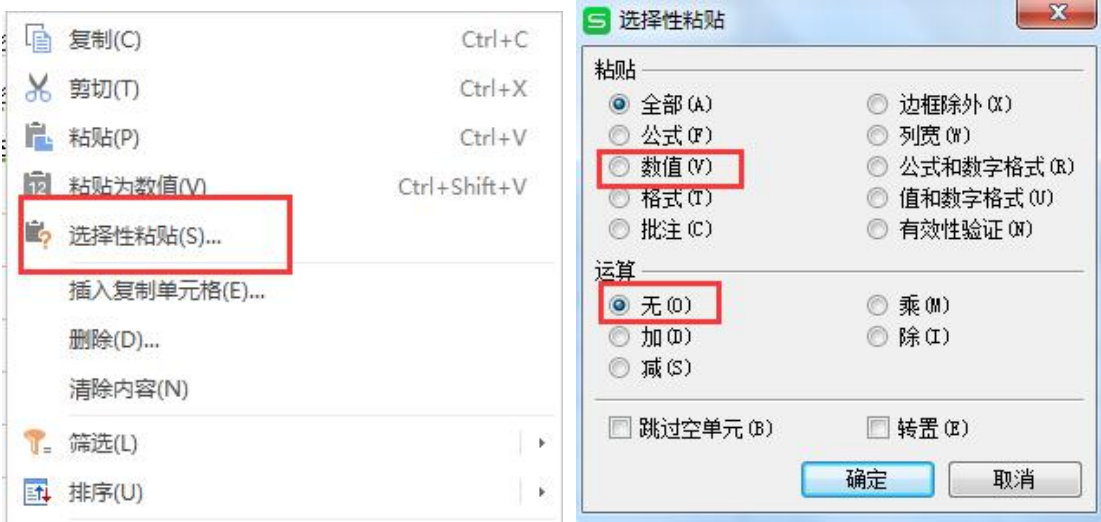 复制(C) Ctrl+C
剪切(T) Ctrl+X
粘贴(P) Ctrl+V
粘贴为数值(V) Ctrl+Shift+V
选择性粘贴(S)...
插入复制单元格(E)...
删除(D)...
清除内容(N)
筛选(L)
排序(U)
选择性粘贴
粘贴
全部(A) 边框除外(X)
公式(F) 列宽(W)
数值(V) 公式和数字格式(R)
格式(T) 值和数字格式(U)
批注(C) 有效性验证(N)
运算
无(O) 乘(M)
加(D) 除(I)
减(S)
跳过空单元(B) 转置(E)
确定 取消